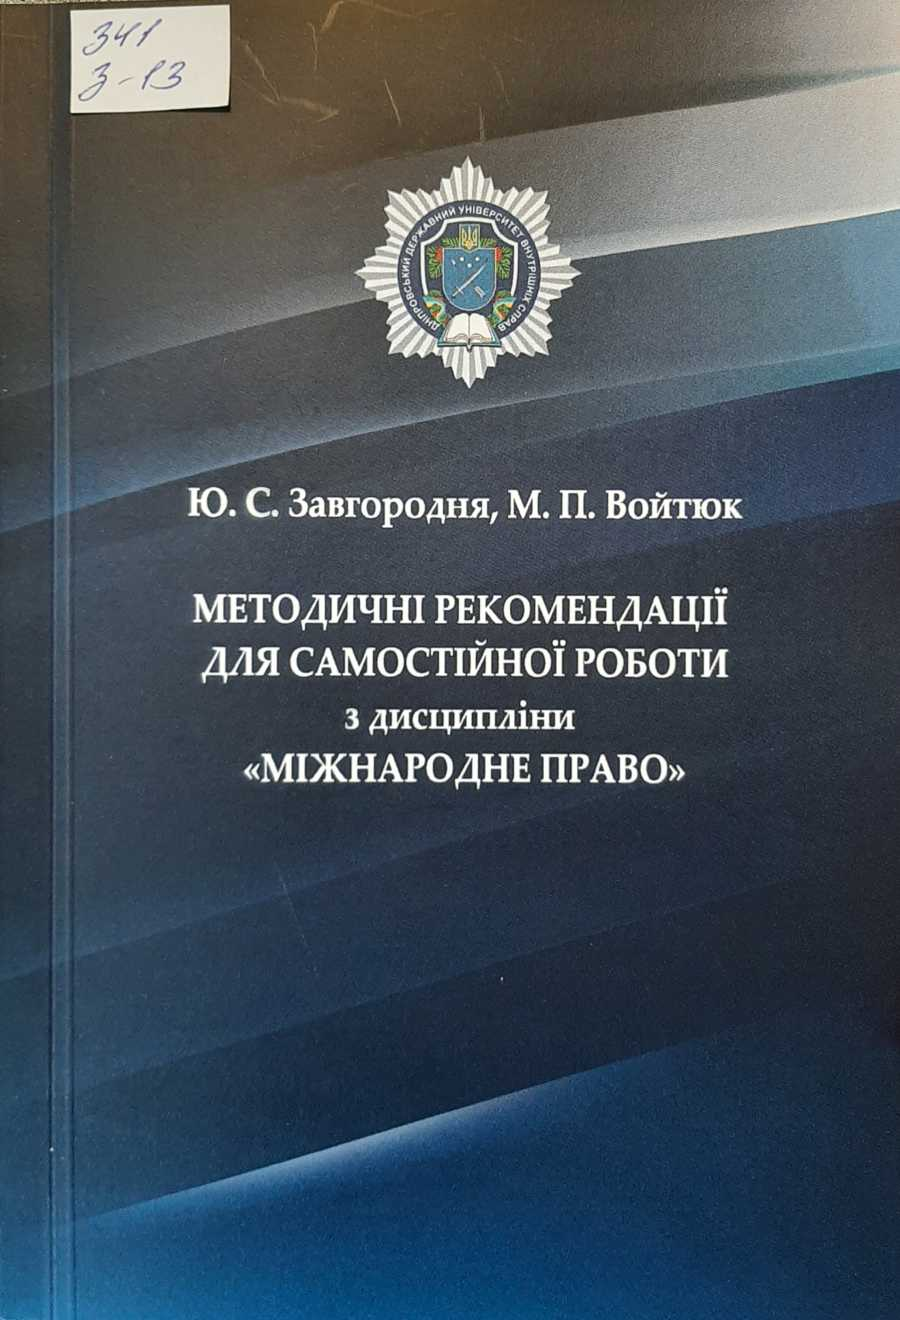 341
З-13
ДНІПРОВСЬКИЙ ДЕРЖАВНИЙ УНІВЕРСИТЕТ ВНУТРІШНІХ СПРАВ
Ю. С. Завгородня, М. П. Войтюк
МЕТОДИЧНІ РЕКОМЕНДАЦІЇ
ДЛЯ САМОСТІЙНОЇ РОБОТИ
з дисципліни
«МІЖНАРОДНЕ ПРАВО»